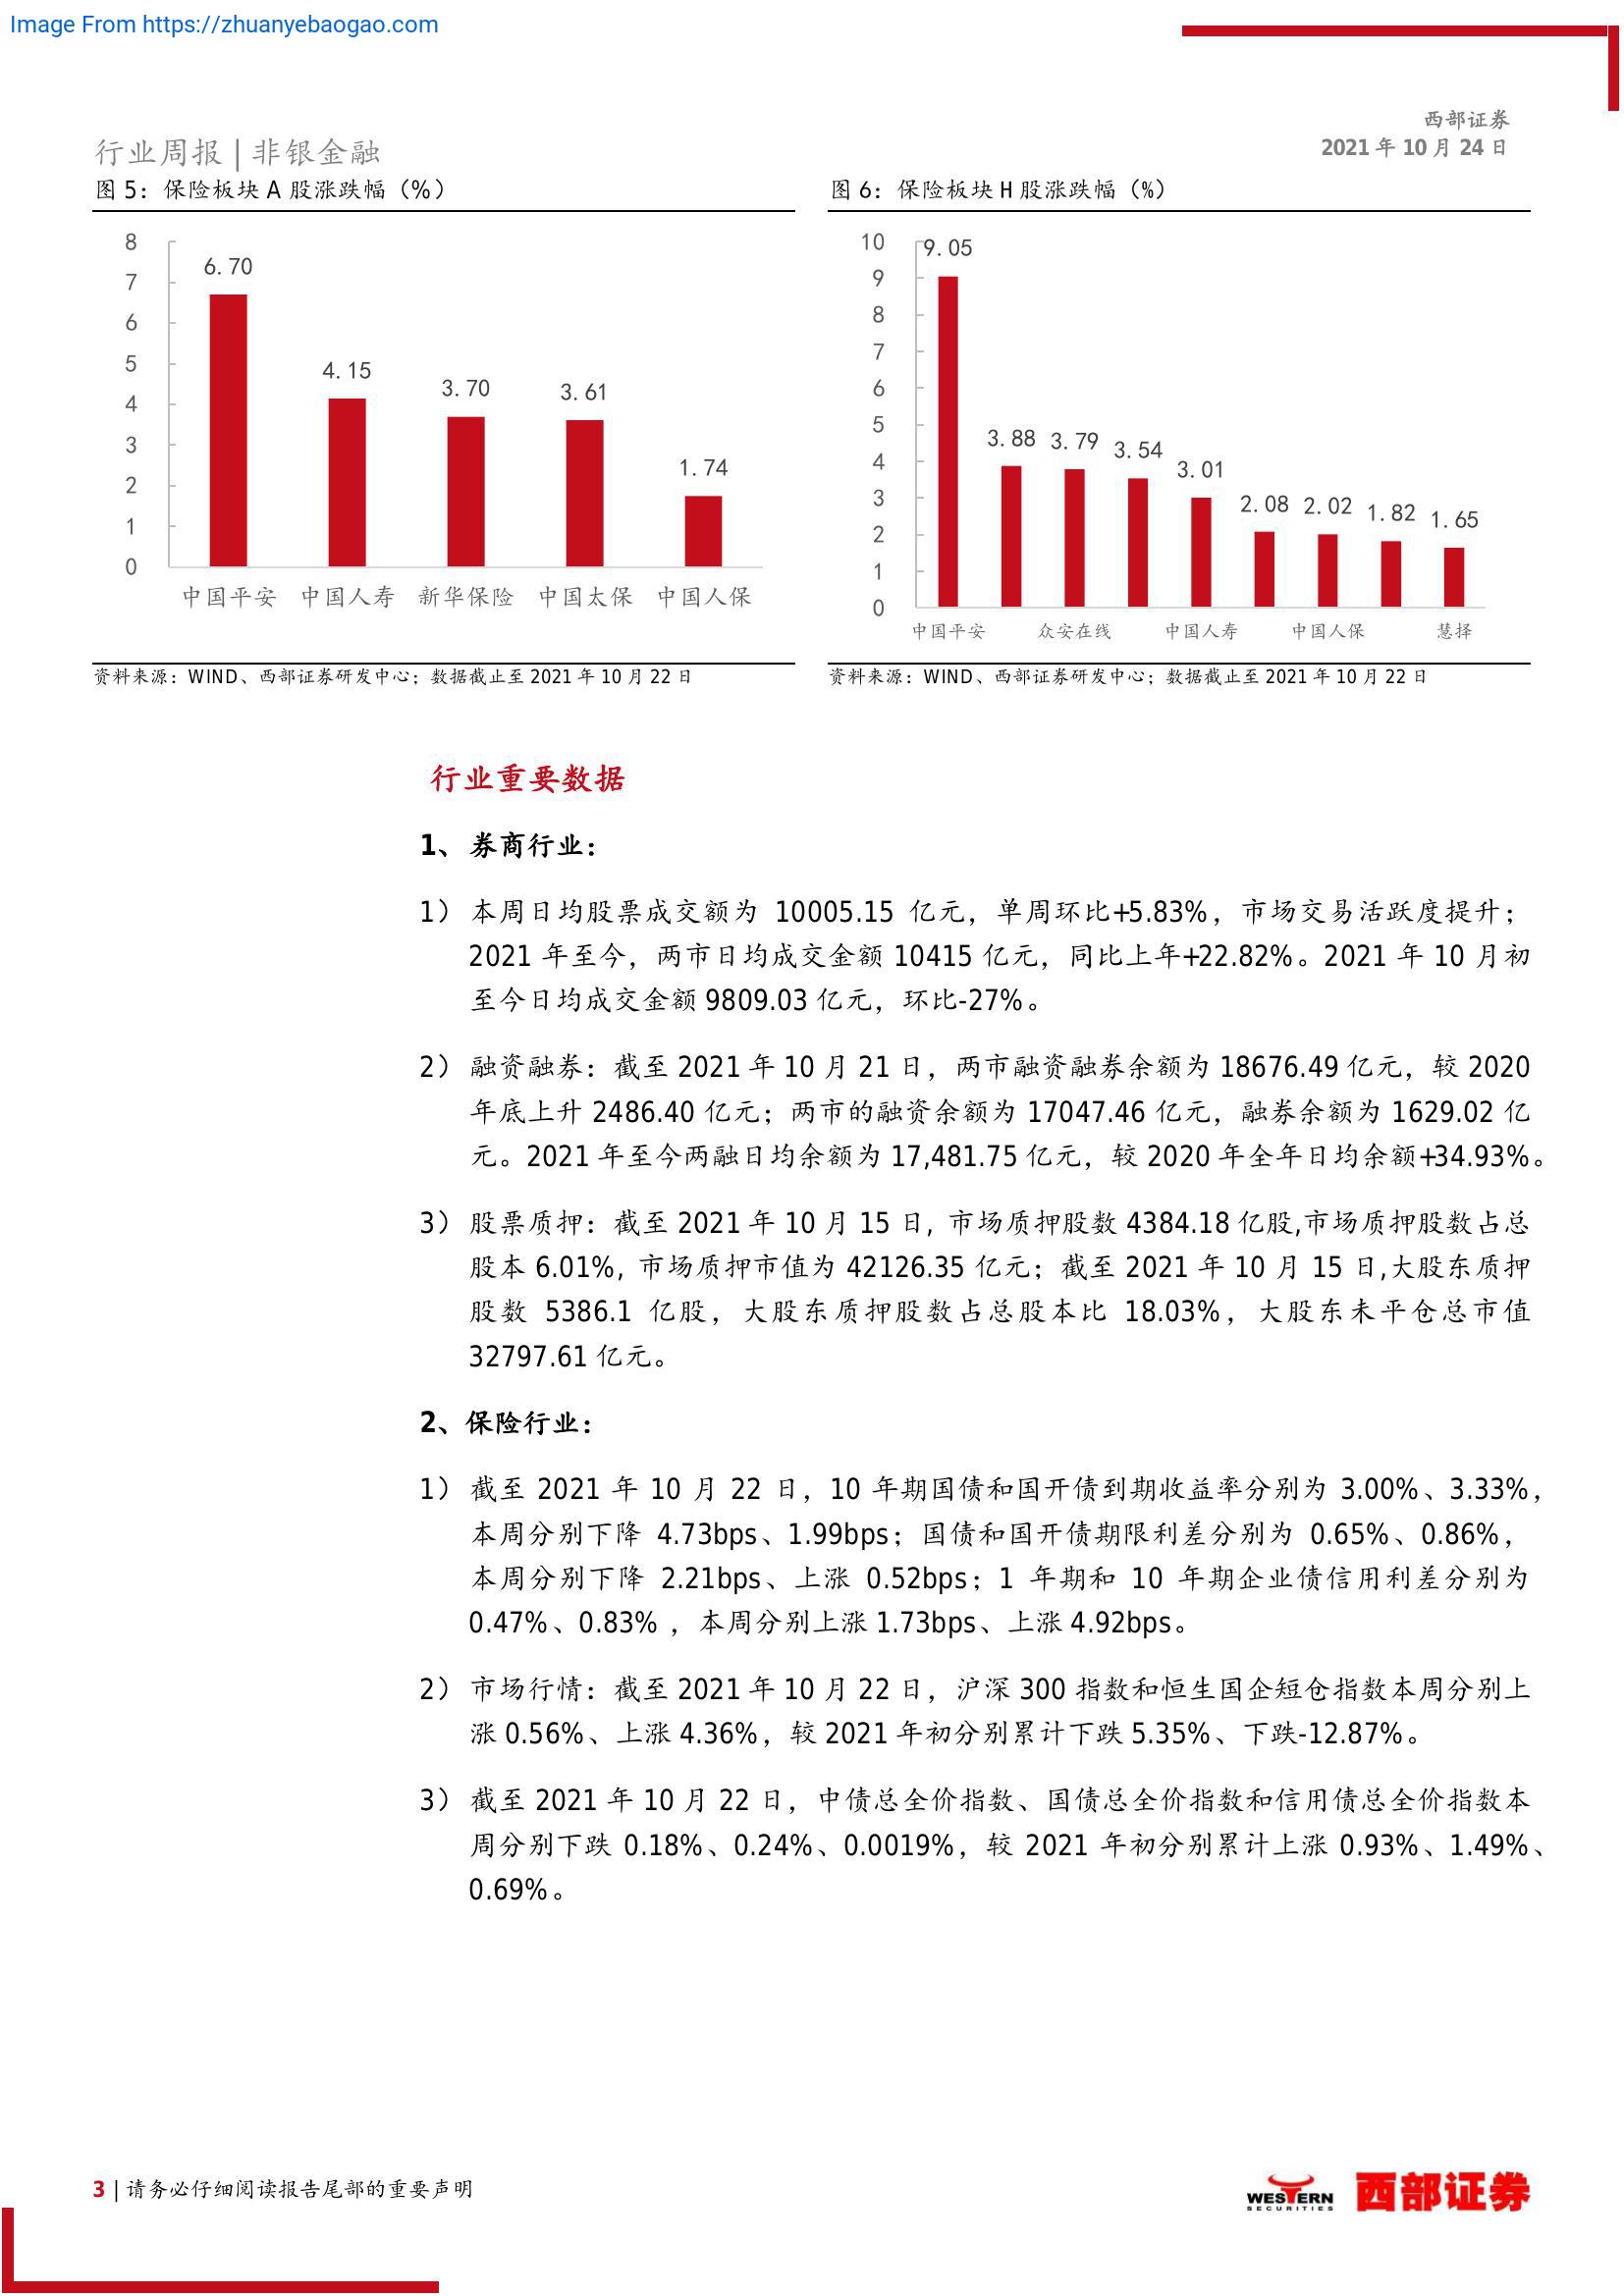 Image From https://zhuanyebaogao.com
西部证券
2021 年 10 月 24 日
行业周报 | 非银金融
图 5：保险板块 A 股涨跌幅（%）
8
7
6
5
4
3
2
1
0
6.70
4.15
3.70
3.61
1.74
中国平安 中国人寿 新华保险 中国太保 中国人保
资料来源：WIND、西部证券研发中心；数据截止至 2021 年 10 月 22 日
图 6：保险板块 H 股涨跌幅（%）
10
9
8
7
6
5
4
3
2
1
0
9.05
3.88
3.79
3.54
3.01
2.08
2.02
1.82
1.65
中国平安 众安在线 中国人寿 中国人保 慧择
资料来源：WIND、西部证券研发中心；数据截止至 2021 年 10 月 22 日
行业重要数据
1、券商行业：
1） 本周日均股票成交额为 10005.15 亿元，单周环比+5.83%，市场交易活跃度提升；
2021 年至今，两市日均成交金额 10415 亿元，同比上年+22.82%。2021 年 10 月初
至今日均成交金额 9809.03 亿元，环比-27%。
2） 融资融券：截至 2021 年 10 月 21 日，两市融资融券余额为 18676.49 亿元，较 2020
年底上升 2486.40 亿元；两市的融资余额为 17047.46 亿元，融券余额为 1629.02 亿
元。2021 年至今两融日均余额为 17,481.75 亿元，较 2020 年全年日均余额+34.93%。
3） 股票质押：截至 2021 年 10 月 15 日, 市场质押股数 4384.18 亿股,市场质押股数占总
股本 6.01%, 市场质押市值为 42126.35 亿元；截至 2021 年 10 月 15 日,大股东质押
股数 5386.1 亿股，大股东质押股数占总股本比 18.03%，大股东未平仓总市值
32797.61 亿元。
2、保险行业：
1） 截至 2021 年 10 月 22 日，10 年期国债和国开债到期收益率分别为 3.00%、3.33%，
本周分别下降 4.73bps、1.99bps；国债和国开债期限利差分别为 0.65%、0.86%，
本周分别下降 2.21bps、上涨 0.52bps；1 年期和 10 年期企业债信用利差分别为
0.47%、0.83% ，本周分别上涨 1.73bps、上涨 4.92bps。
2） 市场行情：截至 2021 年 10 月 22 日，沪深 300 指数和恒生国企短仓指数本周分别上
涨 0.56%、上涨 4.36%，较 2021 年初分别累计下跌 5.35%、下跌-12.87%。
3） 截至 2021 年 10 月 22 日，中债总全价指数、国债总全价指数和信用债总全价指数本
周分别下跌 0.18%、0.24%、0.0019%，较 2021 年初分别累计上涨 0.93%、1.49%、
0.69%。
3 | 请务必仔细阅读报告尾部的重要声明
WESTERN
SECURITIES
西部证券